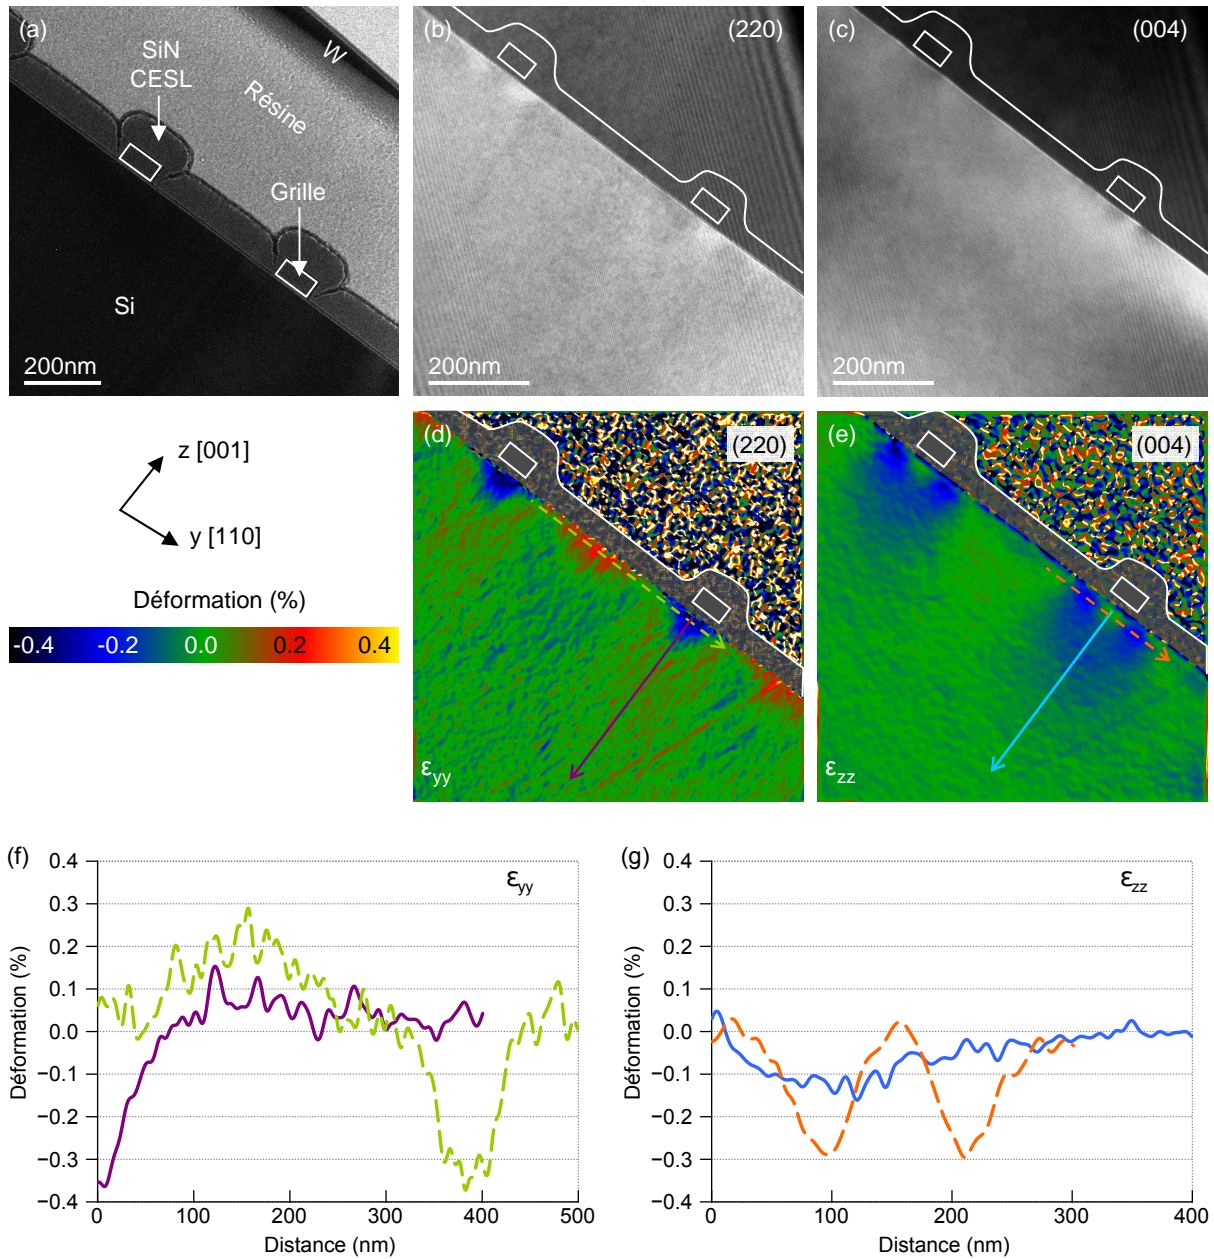 (a)
SiN
CESL
W
Résine
Grille
Si
200nm
(b)
(220)
200nm
(c)
(004)
200nm
z [001]
y [110]
Déformation (%)
-0.4 -0.2 0.0 0.2 0.4
(d)
(220)
εyy
(e)
(004)
εzz
(f)
εyy
Déformation (%)
0.4
0.3
0.2
0.1
0.0
−0.1
−0.2
−0.3
−0.4
0 100 200 300 400 500
Distance (nm)
(g)
εzz
Déformation (%)
0.4
0.3
0.2
0.1
0.0
−0.1
−0.2
−0.3
−0.4
0 100 200 300 400
Distance (nm)